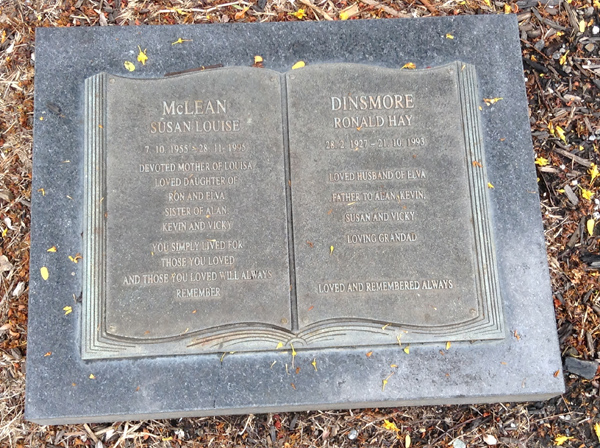 McLEAN
SUSAN LOUISE
7. 10. 1955 - 28. 11. 1995
DEVOTED MOTHER OF LOUISA
LOVED DAUGHTER OF
RON AND ELVA
SISTER OF ALAN
KEVIN AND VICKY
YOU SIMPLY LIVED FOR
THOSE YOU LOVED
AND THOSE YOU LOVED WILL ALWAYS
REMEMBER
DINSMORE
RONALD HAY
28. 2. 1927 - 21. 10. 1993
LOVED HUSBAND OF ELVA
FATHER TO ALAN, KEVIN,
SUSAN AND VICKY
LOVING GRANDAD
LOVED AND REMEMBERED ALWAYS